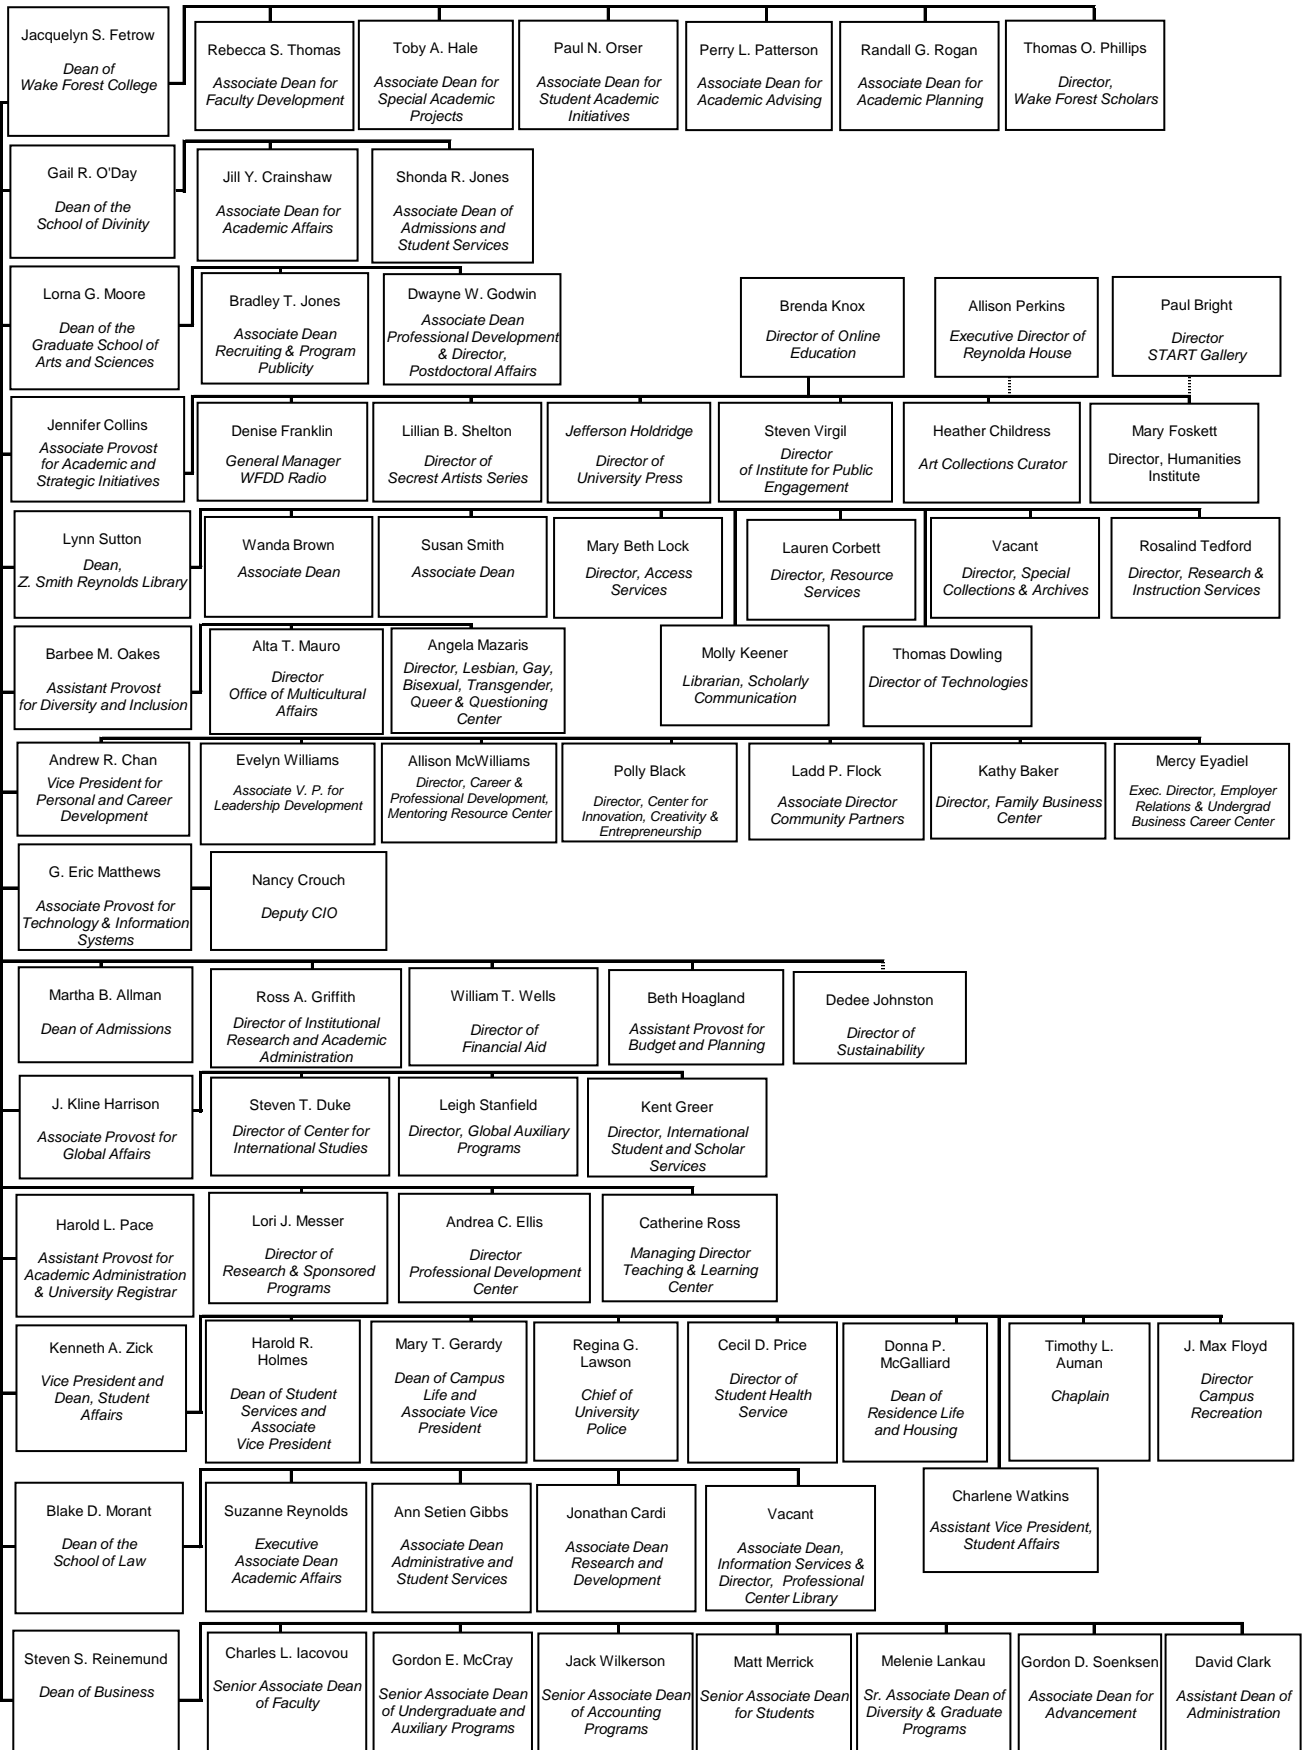 Jacquelyn S. Fetrow
Dean of
Wake Forest College
Rebecca S. Thomas
Associate Dean for
Faculty Development
Toby A. Hale
Associate Dean for
Special Academic
Projects
Paul N. Orser
Associate Dean for
Student Academic
Initiatives
Perry L. Patterson
Associate Dean for
Academic Advising
Randall G. Rogan
Associate Dean for
Academic Planning
Thomas O. Phillips
Director,
Wake Forest Scholars
Gail R. O'Day
Dean of the
School of Divinity
Jill Y. Crainshaw
Associate Dean for
Academic Affairs
Shonda R. Jones
Associate Dean of
Admissions and
Student Services
Lorna G. Moore
Dean of the
Graduate School of
Arts and Sciences
Bradley T. Jones
Associate Dean
Recruiting & Program
Publicity
Dwayne W. Godwin
Associate Dean
Professional Development
& Director,
Postdoctoral Affairs
Brenda Knox
Director of Online
Education
Allison Perkins
Executive Director of
Reynolda House
Paul Bright
Director
START Gallery
Jennifer Collins
Associate Provost
for Academic and
Strategic Initiatives
Denise Franklin
General Manager
WFDD Radio
Lillian B. Shelton
Director of
Secrest Artists Series
Jefferson Holdridge
Director of
University Press
Steven Virgil
Director
of Institute for Public
Engagement
Heather Childress
Art Collections Curator
Mary Foskett
Director, Humanities
Institute
Lynn Sutton
Dean,
Z. Smith Reynolds Library
Wanda Brown
Associate Dean
Susan Smith
Associate Dean
Mary Beth Lock
Director, Access
Services
Lauren Corbett
Director, Resource
Services
Vacant
Director, Special
Collections & Archives
Rosalind Tedford
Director, Research &
Instruction Services
Molly Keener
Librarian, Scholarly
Communication
Thomas Dowling
Director of Technologies
Barbee M. Oakes
Assistant Provost
for Diversity and Inclusion
Alta T. Mauro
Director
Office of Multicultural
Affairs
Angela Mazaris
Director, Lesbian, Gay,
Bisexual, Transgender,
Queer & Questioning
Center
Andrew R. Chan
Vice President for
Personal and Career
Development
Evelyn Williams
Associate V. P. for
Leadership Development
Allison McWilliams
Director, Career &
Professional Development,
Mentoring Resource Center
Polly Black
Director, Center for
Innovation, Creativity &
Entrepreneurship
Ladd P. Flock
Associate Director
Community Partners
Kathy Baker
Director, Family Business
Center
Mercy Eyadiel
Exec. Director, Employer
Relations & Undergrad
Business Career Center
G. Eric Matthews
Associate Provost for
Technology & Information
Systems
Nancy Crouch
Deputy CIO
Martha B. Allman
Dean of Admissions
Ross A. Griffith
Director of Institutional
Research and Academic
Administration
William T. Wells
Director of
Financial Aid
Beth Hoagland
Assistant Provost for
Budget and Planning
Dedee Johnston
Director of
Sustainability
J. Kline Harrison
Associate Provost for
Global Affairs
Steven T. Duke
Director of Center for
International Studies
Leigh Stanfield
Director, Global Auxiliary
Programs
Kent Greer
Director, International
Student and Scholar
Services
Harold L. Pace
Assistant Provost for
Academic Administration
& University Registrar
Lori J. Messer
Director of
Research & Sponsored
Programs
Andrea C. Ellis
Director
Professional Development
Center
Catherine Ross
Managing Director
Teaching & Learning
Center
Kenneth A. Zick
Vice President and
Dean, Student
Affairs
Harold R.
Holmes
Dean of Student
Services and
Associate
Vice President
Mary T. Gerardy
Dean of Campus
Life and
Associate Vice
President
Regina G.
Lawson
Chief of
University
Police
Cecil D. Price
Director of
Student Health
Service
Donna P.
McGalliard
Dean of
Residence Life
and Housing
Timothy L.
Auman
Chaplain
J. Max Floyd
Director
Campus
Recreation
Charlene Watkins
Assistant Vice President,
Student Affairs
Blake D. Morant
Dean of the
School of Law
Suzanne Reynolds
Executive
Associate Dean
Academic Affairs
Ann Setien Gibbs
Associate Dean
Administrative and
Student Services
Jonathan Cardi
Associate Dean
Research and
Development
Vacant
Associate Dean,
Information Services &
Director, Professional
Center Library
Steven S. Reinemund
Dean of Business
Charles L. Iacovou
Senior Associate Dean
of Faculty
Gordon E. McCray
Senior Associate Dean
of Undergraduate and
Auxiliary Programs
Jack Wilkerson
Senior Associate Dean
of Accounting
Programs
Matt Merrick
Senior Associate Dean
for Students
Melenie Lankau
Sr. Associate Dean of
Diversity & Graduate
Programs
Gordon D. Soenksen
Associate Dean for
Advancement
David Clark
Assistant Dean of
Administration